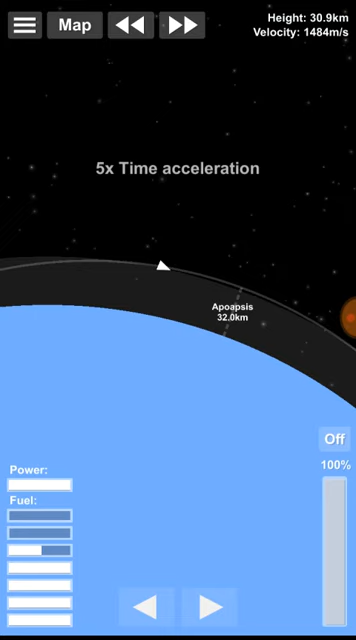 Map
Height: 30.9km
Velocity: 1484m/s
5x Time acceleration
Apoapsis
32.0km
Off
100%
Power:
Fuel: